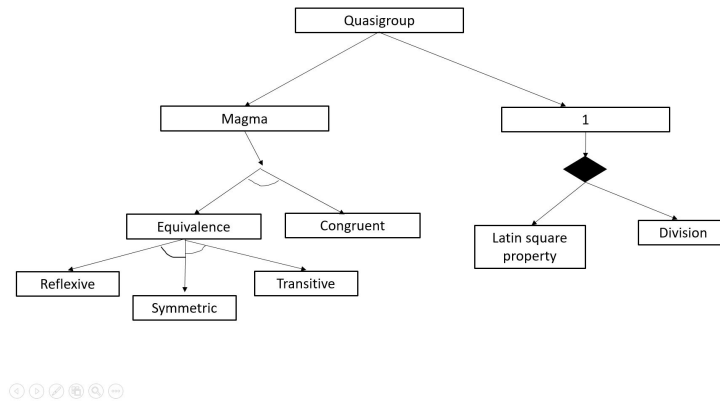 Quasigroup
Magma
1
Equivalence
Congruent
Latin square
property
Division
Reflexive
Symmetric
Transitive